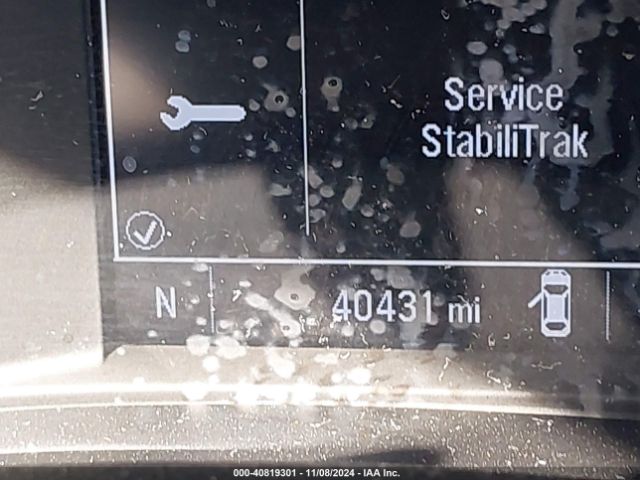 Service
StabiliTrak
N
40431 mi
000-40819301 - 11/08/2024 - IAA Inc.